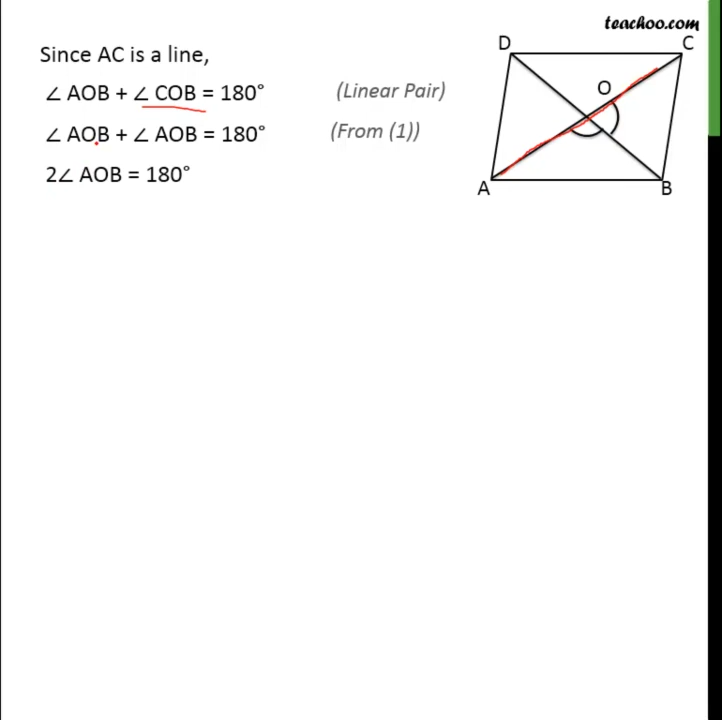 teachoo.com
Since AC is a line,
∠ AOB + ∠ COB = 180° (Linear Pair)
∠ AOB + ∠ AOB = 180° (From (1))
2∠ AOB = 180°
D C
O
A B